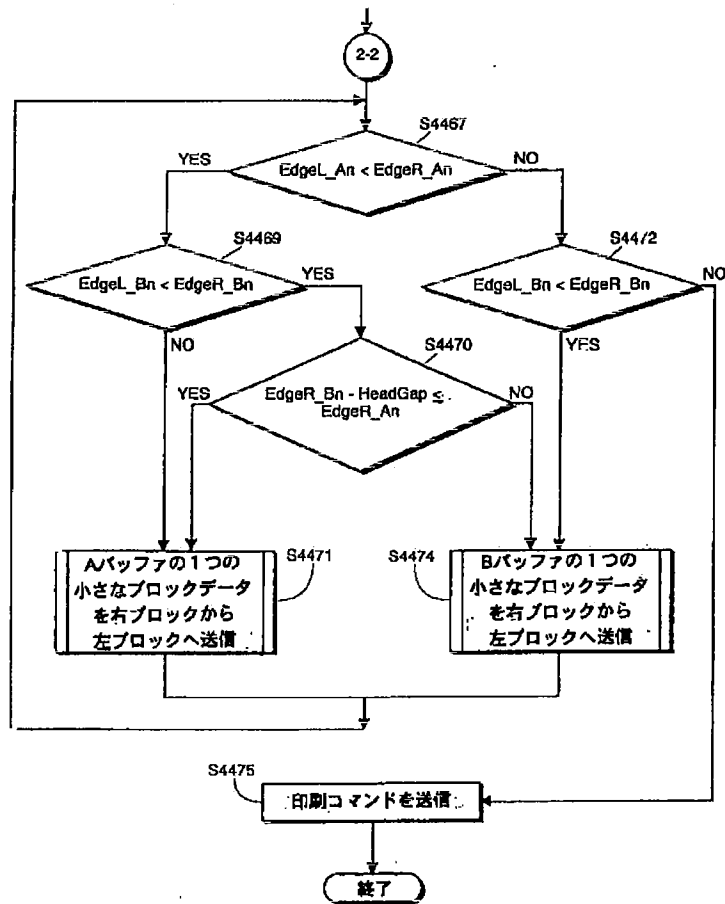 2-2
S4467
YES
EdgeL_An < EdgeR_An
NO
S4469
S4472
EdgeL_Bn < EdgeR_Bn
YES
EdgeL_Bn < EdgeR_Bn
NO
NO
S4470
YES
YES
EdgeR_Bn - HeadGap ≤
EdgeR_An
NO
Aバッファの1つの
小さなブロックデータ
を右ブロックから
左ブロックへ送信
S4471
S4474
Bバッファの1つの
小さなブロックデータ
を右ブロックから
左ブロックへ送信
S4475
印刷コマンドを送信
終了